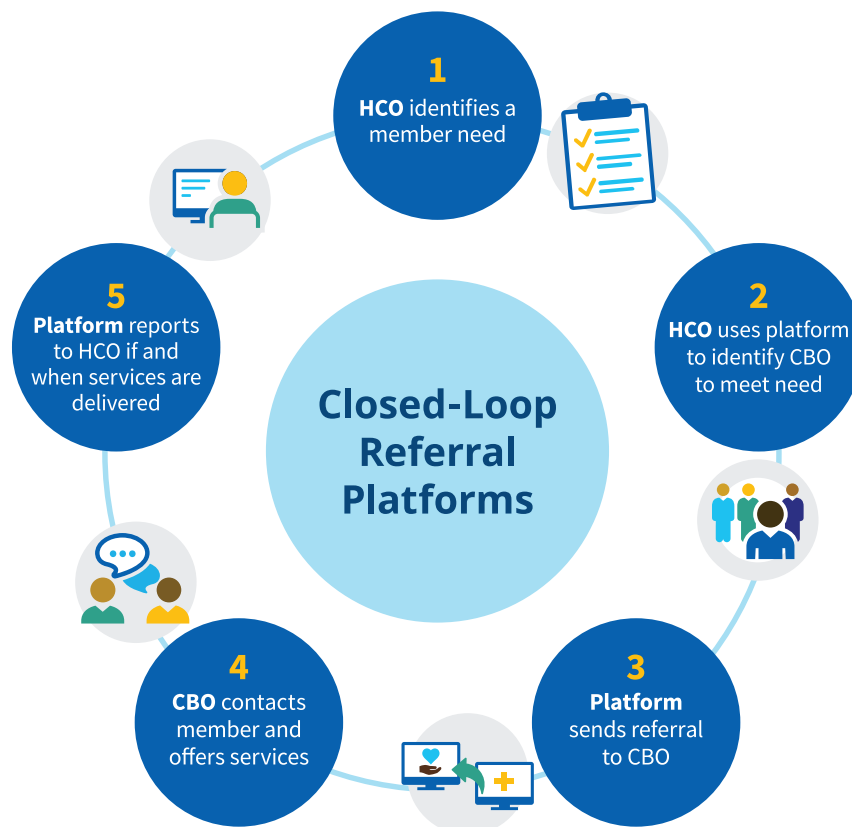 1
HCO identifies a
member need
2
HCO uses platform
to identify CBO
to meet need
3
Platform
sends referral
to CBO
4
CBO contacts
member and
offers services
5
Platform reports
to HCO if and
when services are
delivered
Closed-Loop
Referral
Platforms